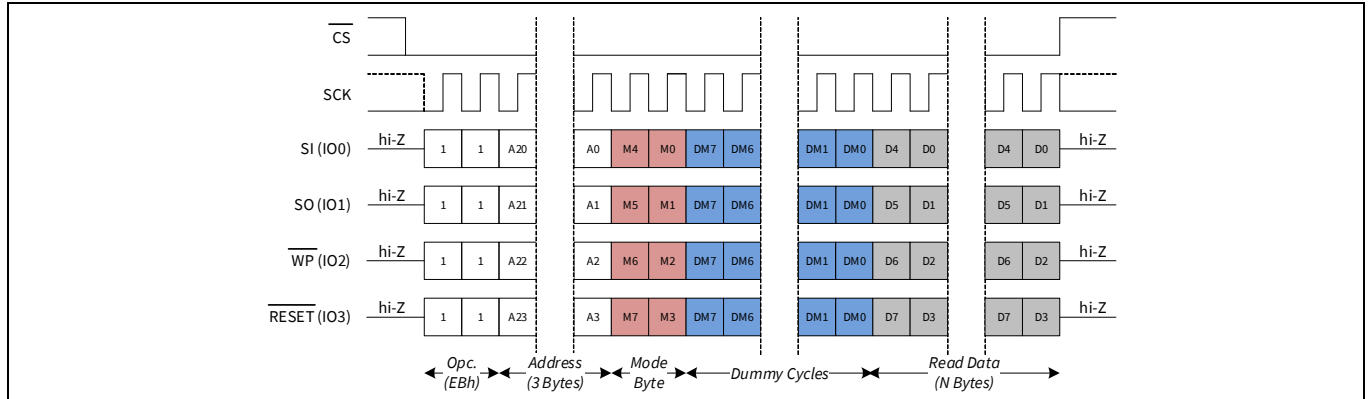 CS
SCK
SI (IO0) hi-Z 1 1 A20 A0 M4 M0 DM7 DM6 DM1 DM0 D4 D0 D4 D0 hi-Z
SO (IO1) hi-Z 1 1 A21 A1 M5 M1 DM7 DM6 DM1 DM0 D5 D1 D5 D1 hi-Z
WP (IO2) hi-Z 1 1 A22 A2 M6 M2 DM7 DM6 DM1 DM0 D6 D2 D6 D2 hi-Z
RESET (IO3) hi-Z 1 1 A23 A3 M7 M3 DM7 DM6 DM1 DM0 D7 D3 D7 D3 hi-Z
Opc. Address Mode Dummy Cycles Read Data
(EBh) (3 Bytes) Byte (N Bytes)